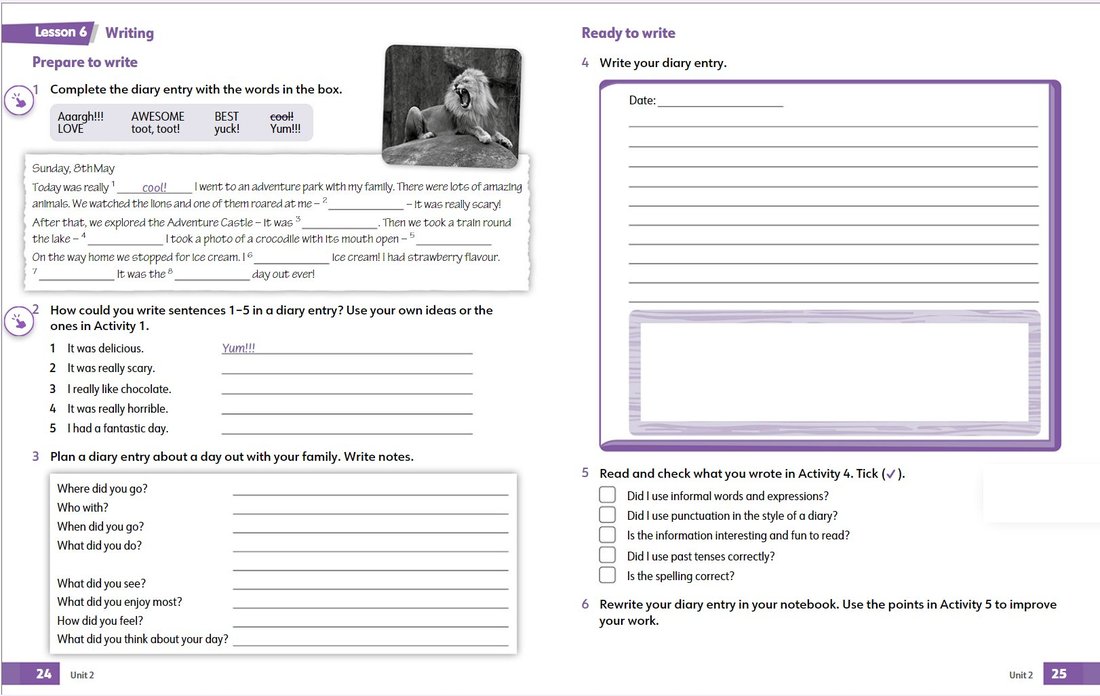 Lesson 6 Writing
Prepare to write
1 Complete the diary entry with the words in the box.
Aaargh!!! AWESOME BEST cool!
LOVE toot, toot! yuck! Yum!!!
Sunday, 8thMay
Today was really 1 cool! I went to an adventure park with my family. There were lots of amazing
animals. We watched the lions and one of them roared at me – 2 – it was really scary!
After that, we explored the Adventure Castle – it was 3 . Then we took a train round
the lake – 4 I took a photo of a crocodile with its mouth open – 5
On the way home we stopped for ice cream. I 6 ice cream! I had strawberry flavour.
7 It was the 8 day out ever!
2 How could you write sentences 1–5 in a diary entry? Use your own ideas or the
ones in Activity 1.
1 It was delicious. Yum!!!
2 It was really scary.
3 I really like chocolate.
4 It was really horrible.
5 I had a fantastic day.
3 Plan a diary entry about a day out with your family. Write notes.
Where did you go?
Who with?
When did you go?
What did you do?
What did you see?
What did you enjoy most?
How did you feel?
What did you think about your day?
24 Unit 2
Ready to write
4 Write your diary entry.
Date:
5 Read and check what you wrote in Activity 4. Tick (✓).
Did I use informal words and expressions?
Did I use punctuation in the style of a diary?
Is the information interesting and fun to read?
Did I use past tenses correctly?
Is the spelling correct?
6 Rewrite your diary entry in your notebook. Use the points in Activity 5 to improve
your work.
Unit 2 25